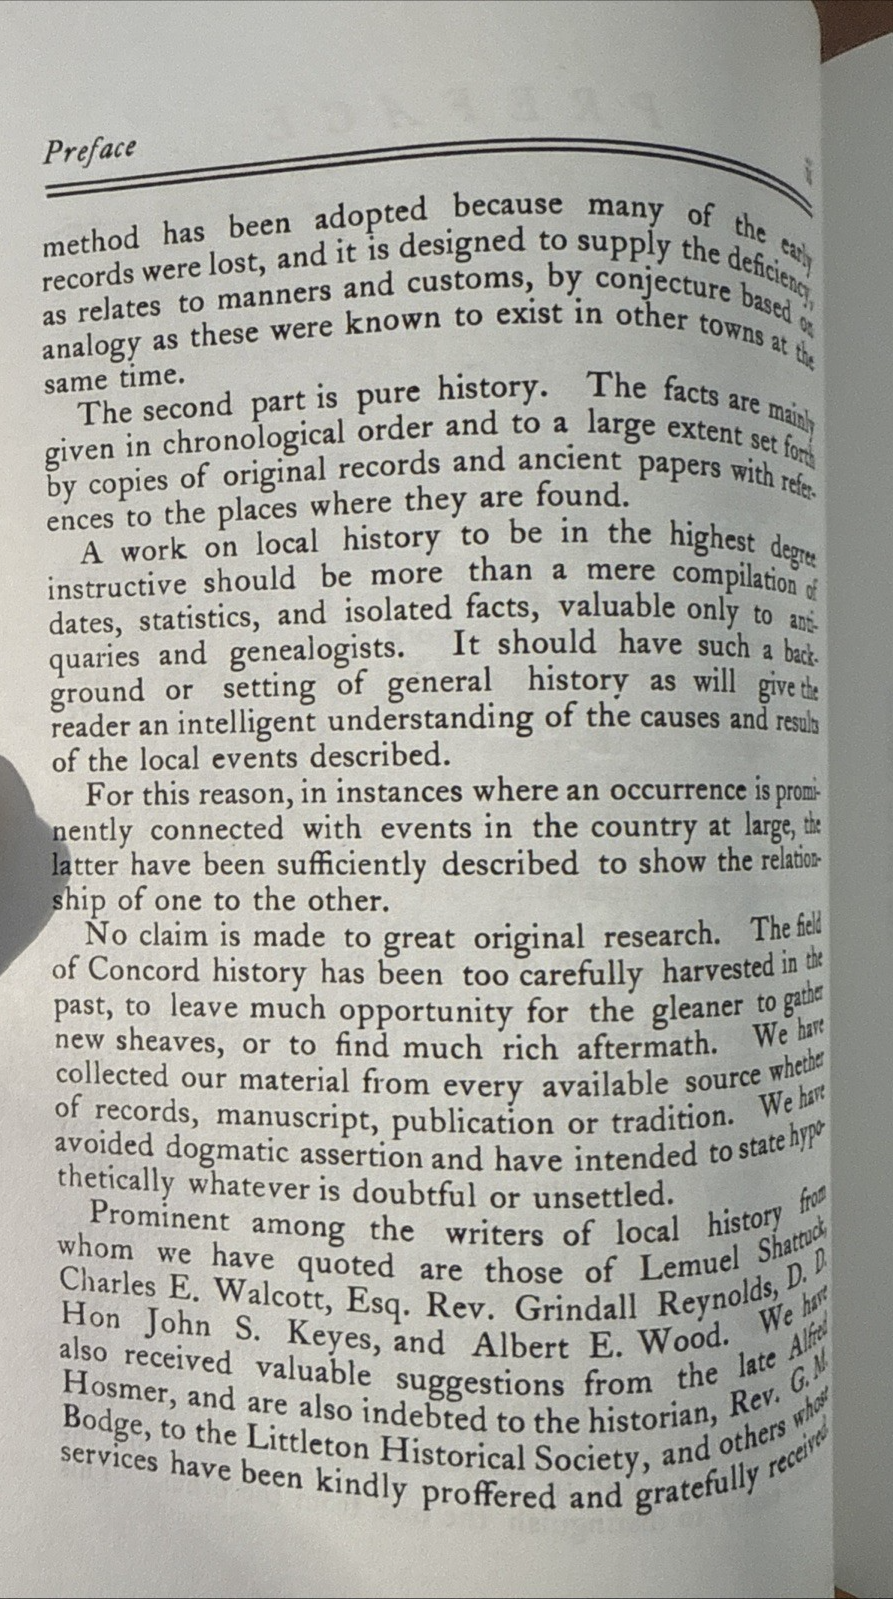 Preface
method has been adopted because many of the early
records were lost, and it is designed to supply the deficiency,
as relates to manners and customs, by conjecture based on
analogy as these were known to exist in other towns at the
same time.
The second part is pure history. The facts are mainly
given in chronological order and to a large extent set forth
by copies of original records and ancient papers with refer-
ences to the places where they are found.
A work on local history to be in the highest degree
instructive should be more than a mere compilation of
dates, statistics, and isolated facts, valuable only to anti-
quaries and genealogists. It should have such a back-
ground or setting of general history as will give the
reader an intelligent understanding of the causes and results
of the local events described.
For this reason, in instances where an occurrence is promi-
nently connected with events in the country at large, the
latter have been sufficiently described to show the relation-
ship of one to the other.
No claim is made to great original research. The field
of Concord history has been too carefully harvested in the
past, to leave much opportunity for the gleaner to gather
new sheaves, or to find much rich aftermath. We have
collected our material from every available source whether
of records, manuscript, publication or tradition. We have
avoided dogmatic assertion and have intended to state hypo-
thetically whatever is doubtful or unsettled.
Prominent among the writers of local history from
whom we have quoted are those of Lemuel Shattuck,
Charles E. Walcott, Esq. Rev. Grindall Reynolds, D. D.
Hon John S. Keyes, and Albert E. Wood. We have
also received valuable suggestions from the late Alfred
Hosmer, and are also indebted to the historian, Rev. G. M.
Bodge, to the Littleton Historical Society, and others whose
services have been kindly proffered and gratefully received